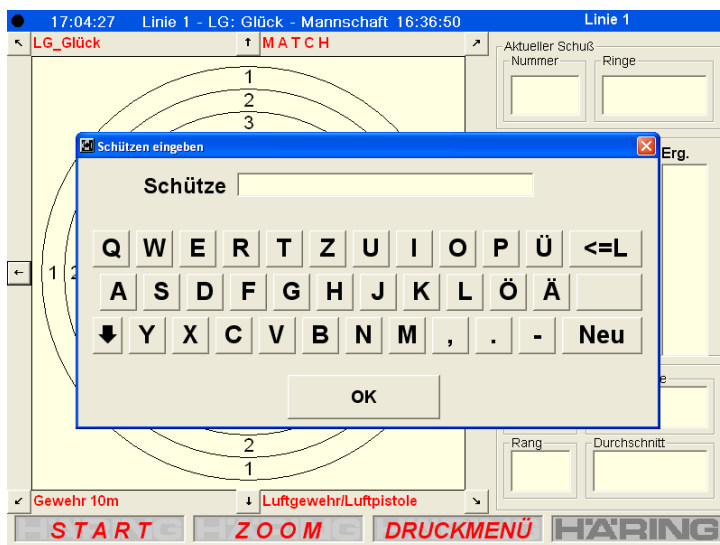 17:04:27 Linie 1 - LG: Glück - Mannschaft 16:36:50 Linie 1
LG_Glück MATCH
Aktueller Schuß
Nummer Ringe
1
2
3
Schützen eingeben
Erg.
Schütze
Q W E R T Z U I O P Ü <=L
1 2
A S D F G H J K L Ö Ä
Y X C V B N M , . - Neu
OK
2
1
Rang Durchschnitt
Gewehr 10m Luftgewehr/Luftpistole
START ZOOM DRUCKMENÜ HÄRING